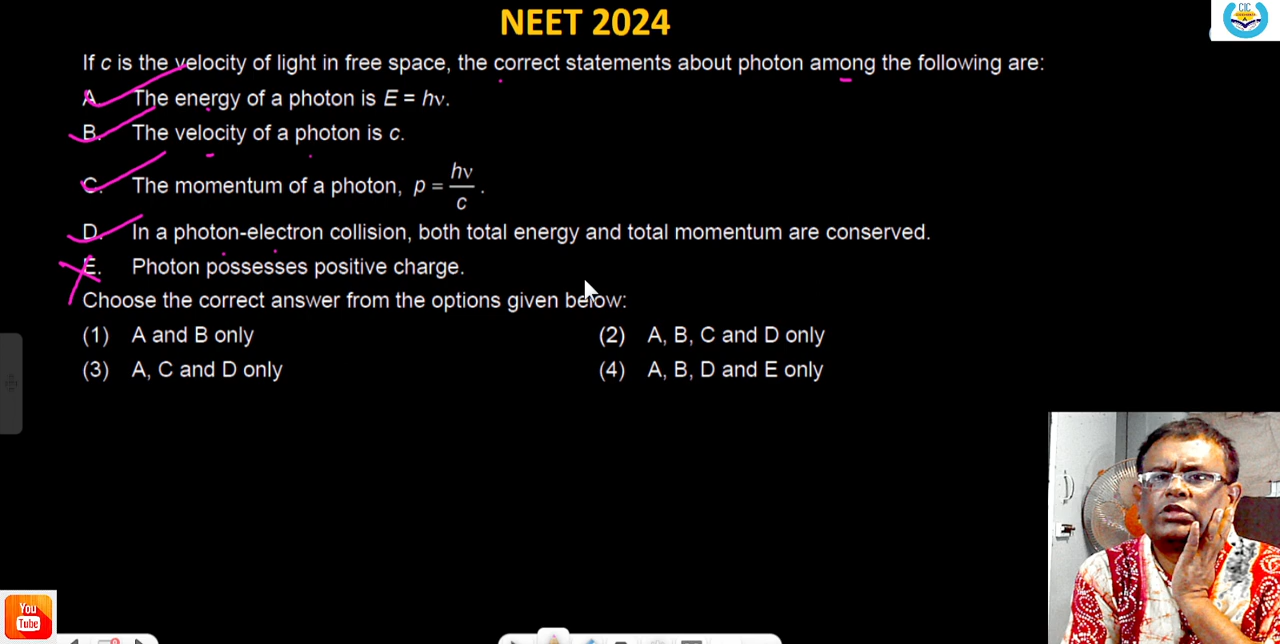 NEET 2024
CIC
If c is the velocity of light in free space, the correct statements about photon among the following are:
A. The energy of a photon is E = hν.
B. The velocity of a photon is c.
C. The momentum of a photon, p = hν/c.
D. In a photon-electron collision, both total energy and total momentum are conserved.
E. Photon possesses positive charge.
Choose the correct answer from the options given below:
(1) A and B only (2) A, B, C and D only
(3) A, C and D only (4) A, B, D and E only
You
Tube